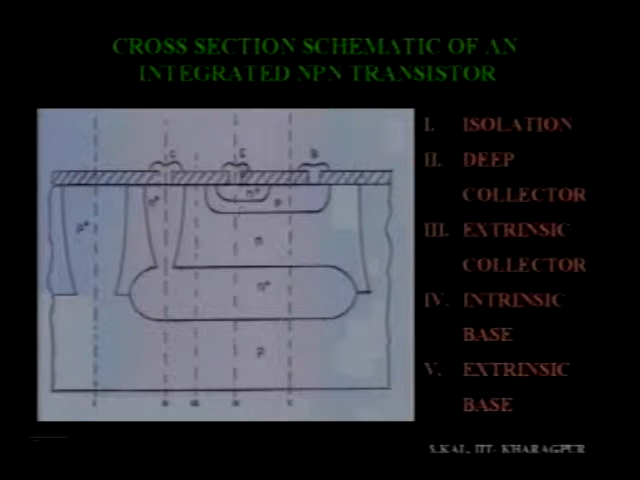 CROSS SECTION SCHEMATIC OF AN
INTEGRATED NPN TRANSISTOR
I. ISOLATION
II. DEEP
COLLECTOR
III. EXTRINSIC
COLLECTOR
IV. INTRINSIC
BASE
V. EXTRINSIC
BASE
C E B
n+ n+
P
P+
n
n+
P
S.KAL, IIT- KHARAGPUR